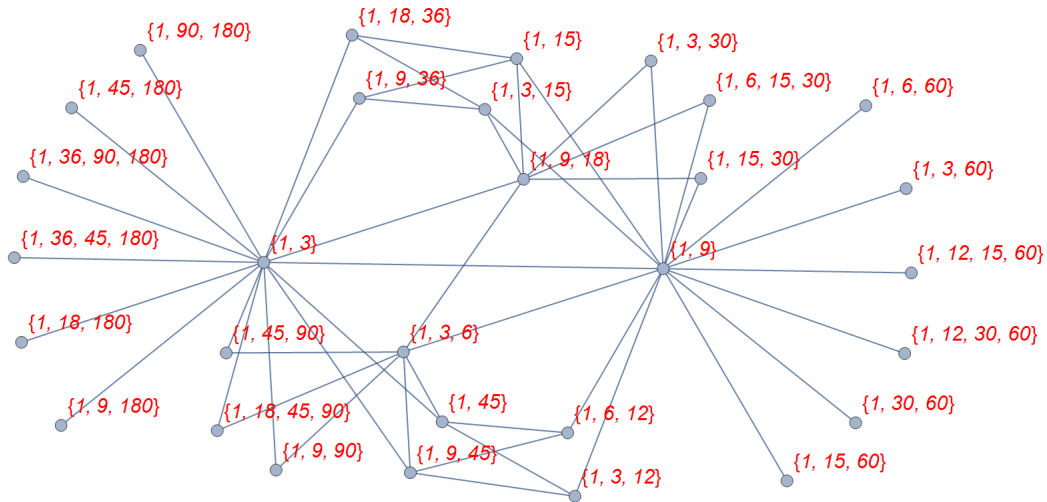 {1, 18, 36}
{1, 90, 180}
{1, 15}
{1, 3, 30}
{1, 9, 36}
{1, 45, 180}
{1, 3, 15}
{1, 6, 15, 30}
{1, 6, 60}
{1, 36, 90, 180}
{1, 9, 18}
{1, 15, 30}
{1, 3, 60}
{1, 36, 45, 180}
{1, 3}
{1, 9}
{1, 12, 15, 60}
{1, 18, 180}
{1, 45, 90}
{1, 3, 6}
{1, 12, 30, 60}
{1, 9, 180}
{1, 18, 45, 90}
{1, 45}
{1, 6, 12}
{1, 30, 60}
{1, 9, 90}
{1, 9, 45}
{1, 3, 12}
{1, 15, 60}